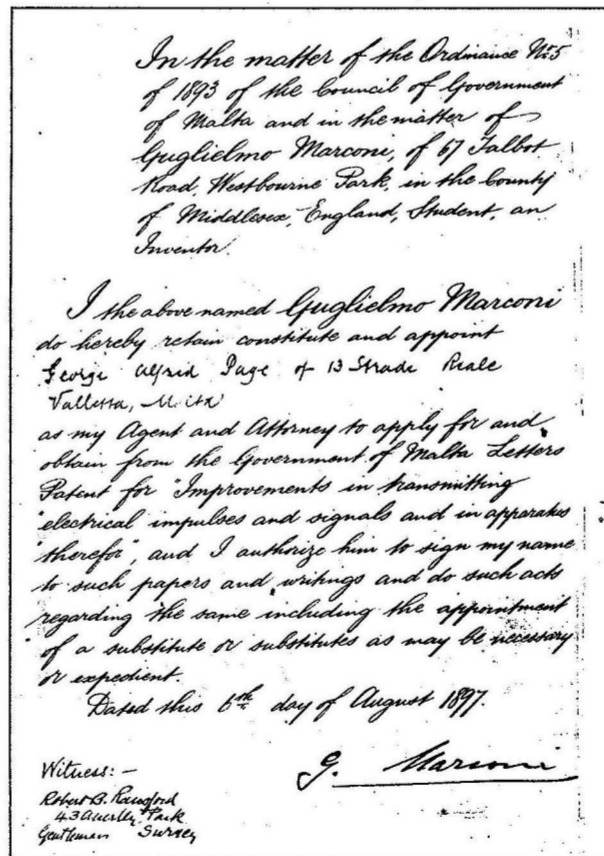 In the matter of the Ordinance No. 5
of 1893 of the Council of Government
of Malta and in the matter of
Guglielmo Marconi, of 67 Talbot
Road, Westbourne Park, in the County
of Middlesex, England, Student, an
Inventor.
I the above named Guglielmo Marconi
do hereby retain constitute and appoint
George Alfred Page of 13 Strada Reale
Valletta, Malta
as my Agent and Attorney to apply for and
obtain from the Government of Malta Letters
Patent for "Improvements in transmitting
"electrical impulses and signals and in apparatus
"therefor", and I authorize him to sign my name
to such papers and writings and do such acts
regarding the same including the appointment
of a substitute or substitutes as may be necessary
or expedient.
Dated this 6th day of August 1897.
G. Marconi
Witness:-
Robert B. Ransford
43 Anerley Park
Gentleman Surrey